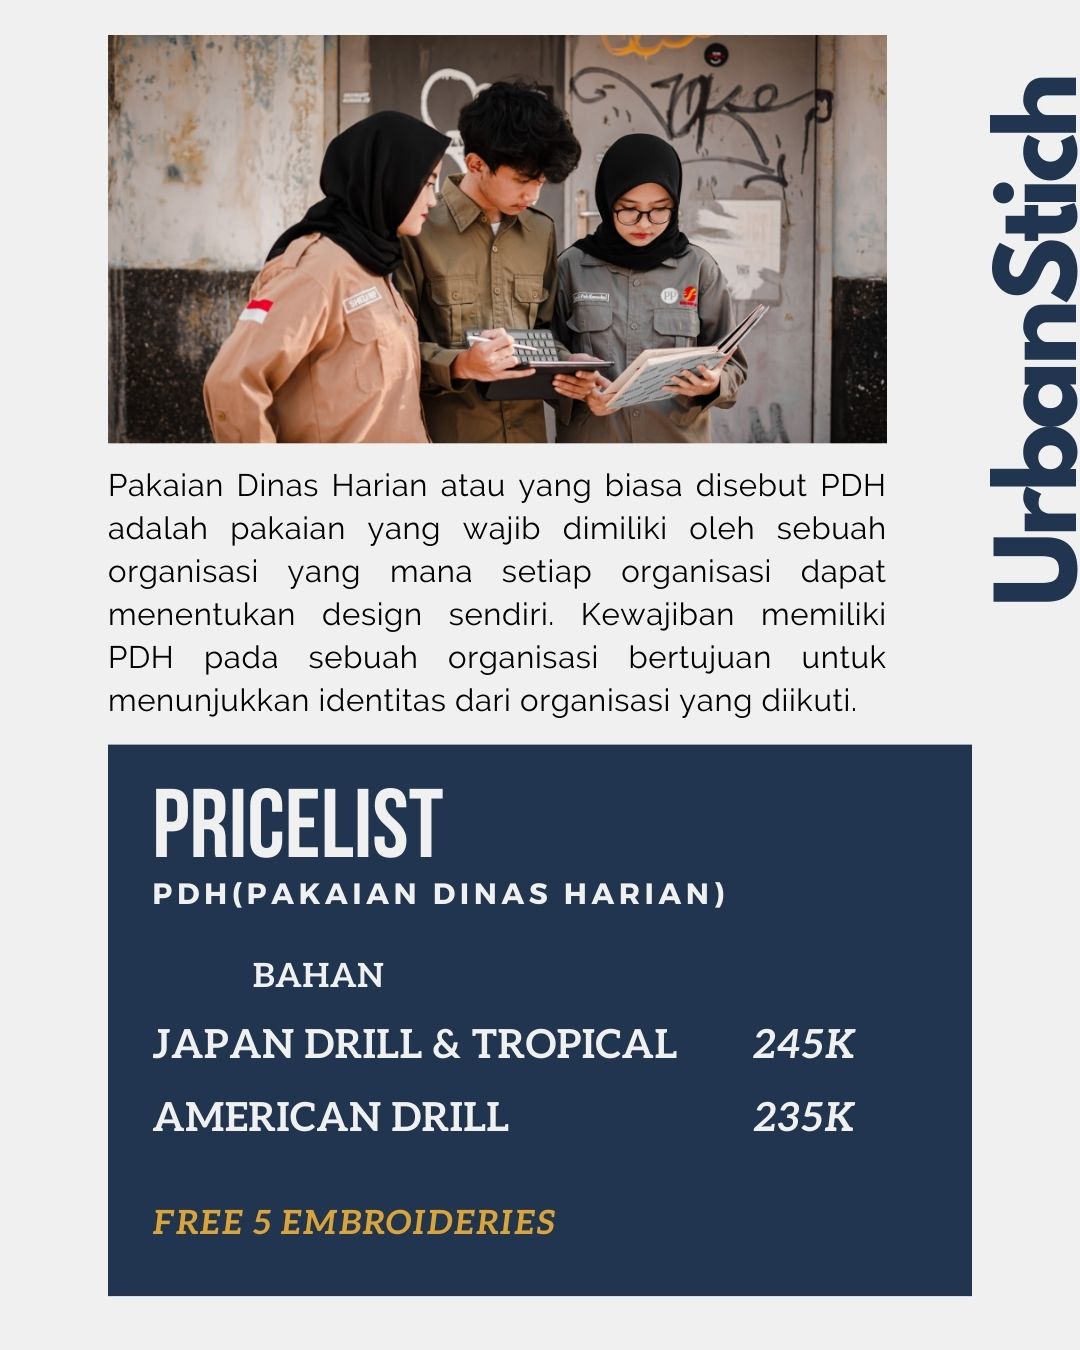 UrbanStich
Pakaian Dinas Harian atau yang biasa disebut PDH
adalah pakaian yang wajib dimiliki oleh sebuah
organisasi yang mana setiap organisasi dapat
menentukan design sendiri. Kewajiban memiliki
PDH pada sebuah organisasi bertujuan untuk
menunjukkan identitas dari organisasi yang diikuti.
PRICELIST
PDH(PAKAIAN DINAS HARIAN)
BAHAN
JAPAN DRILL & TROPICAL 245K
AMERICAN DRILL 235K
FREE 5 EMBROIDERIES